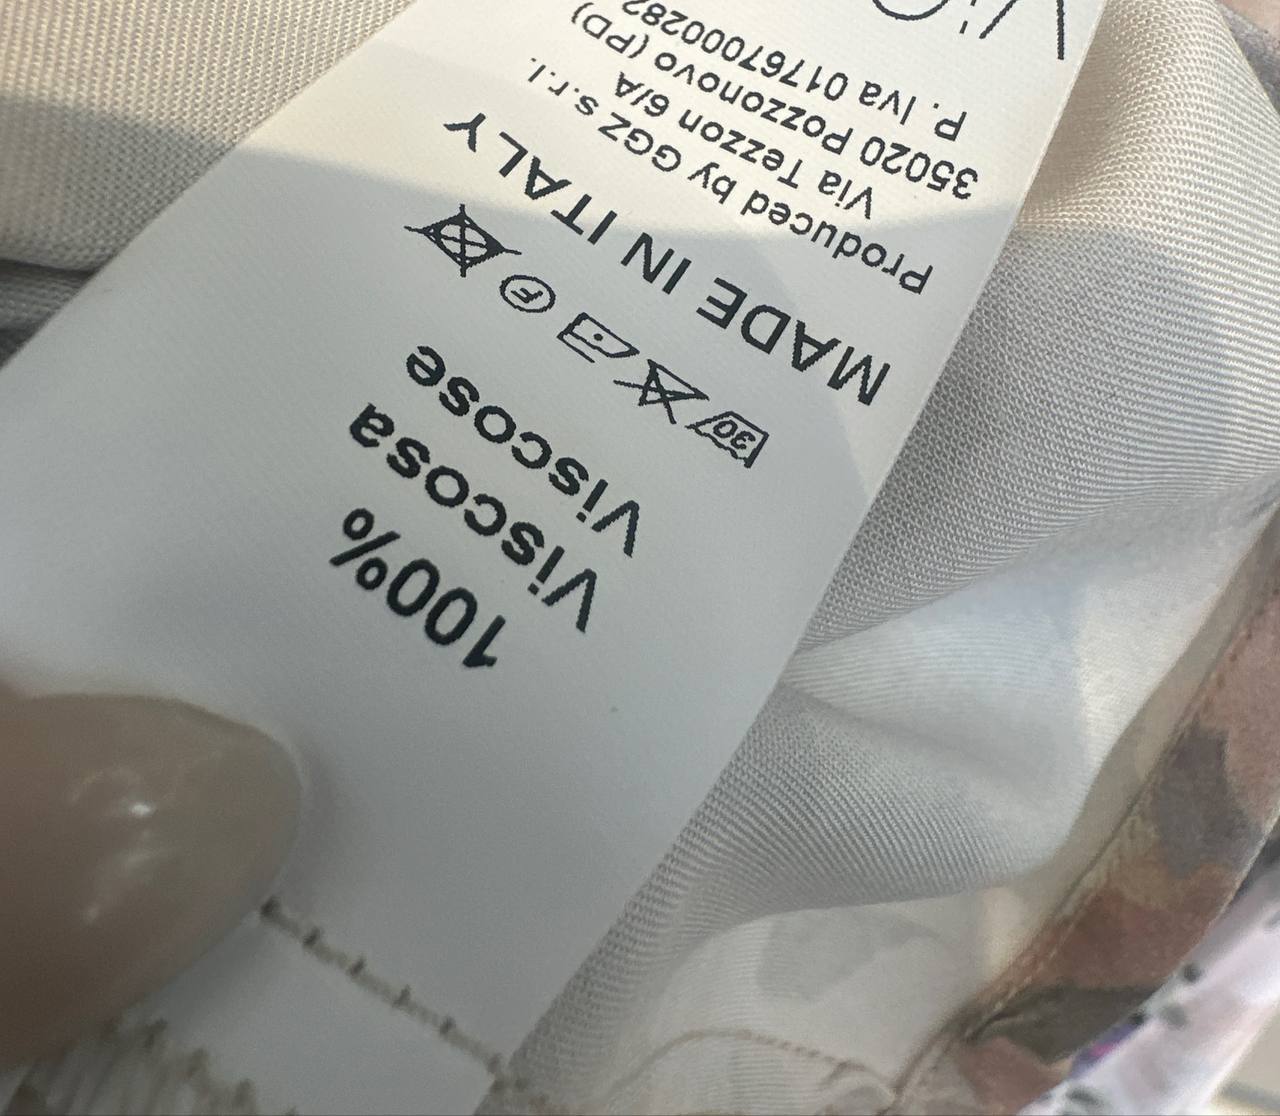 100%
Viscosa
Viscose
30 F
MADE IN ITALY
Produced by GGZ s.r.l.
Via Tezzon 6/A
35020 Pozzonovo (PD)
P. Iva 01767000282